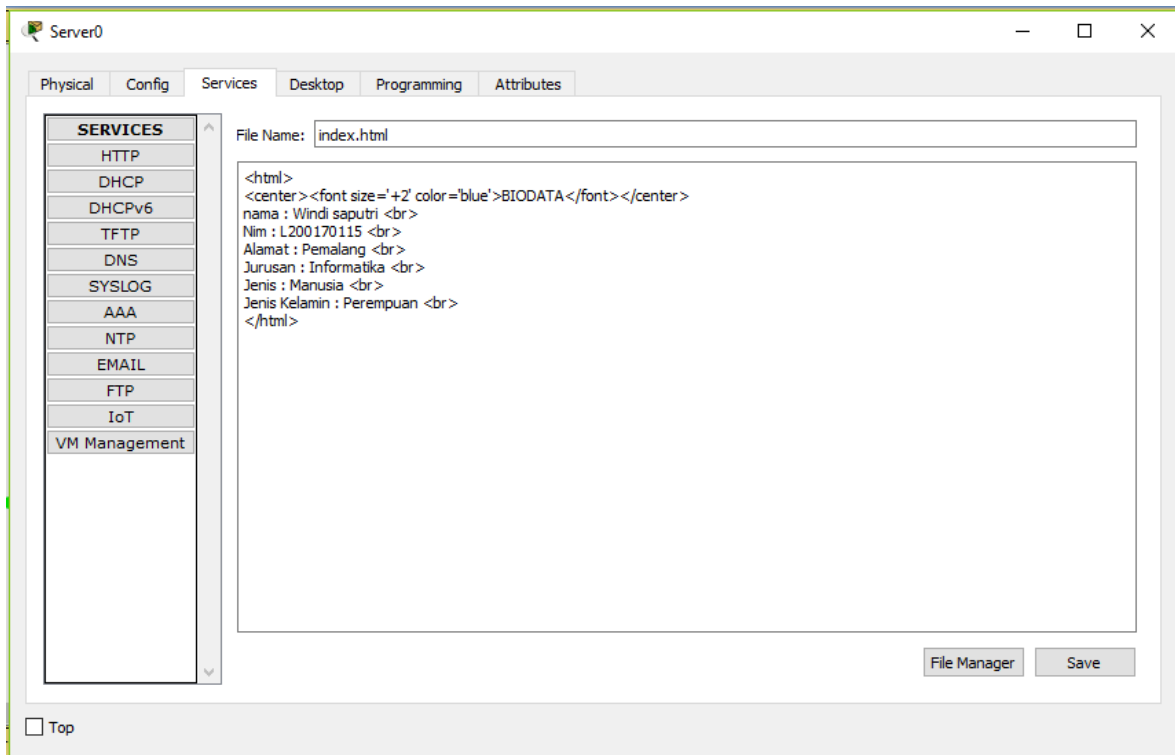 Server0
Physical Config Services Desktop Programming Attributes
SERVICES
HTTP
DHCP
DHCPv6
TFTP
DNS
SYSLOG
AAA
NTP
EMAIL
FTP
IoT
VM Management
File Name: index.html
<html>
<center><font size='+2' color='blue'>BIODATA</font></center>
nama : Windi saputri <br>
Nim : L200170115 <br>
Alamat : Pemalang <br>
Jurusan : Informatika <br>
Jenis : Manusia <br>
Jenis Kelamin : Perempuan <br>
</html>
File Manager Save
Top